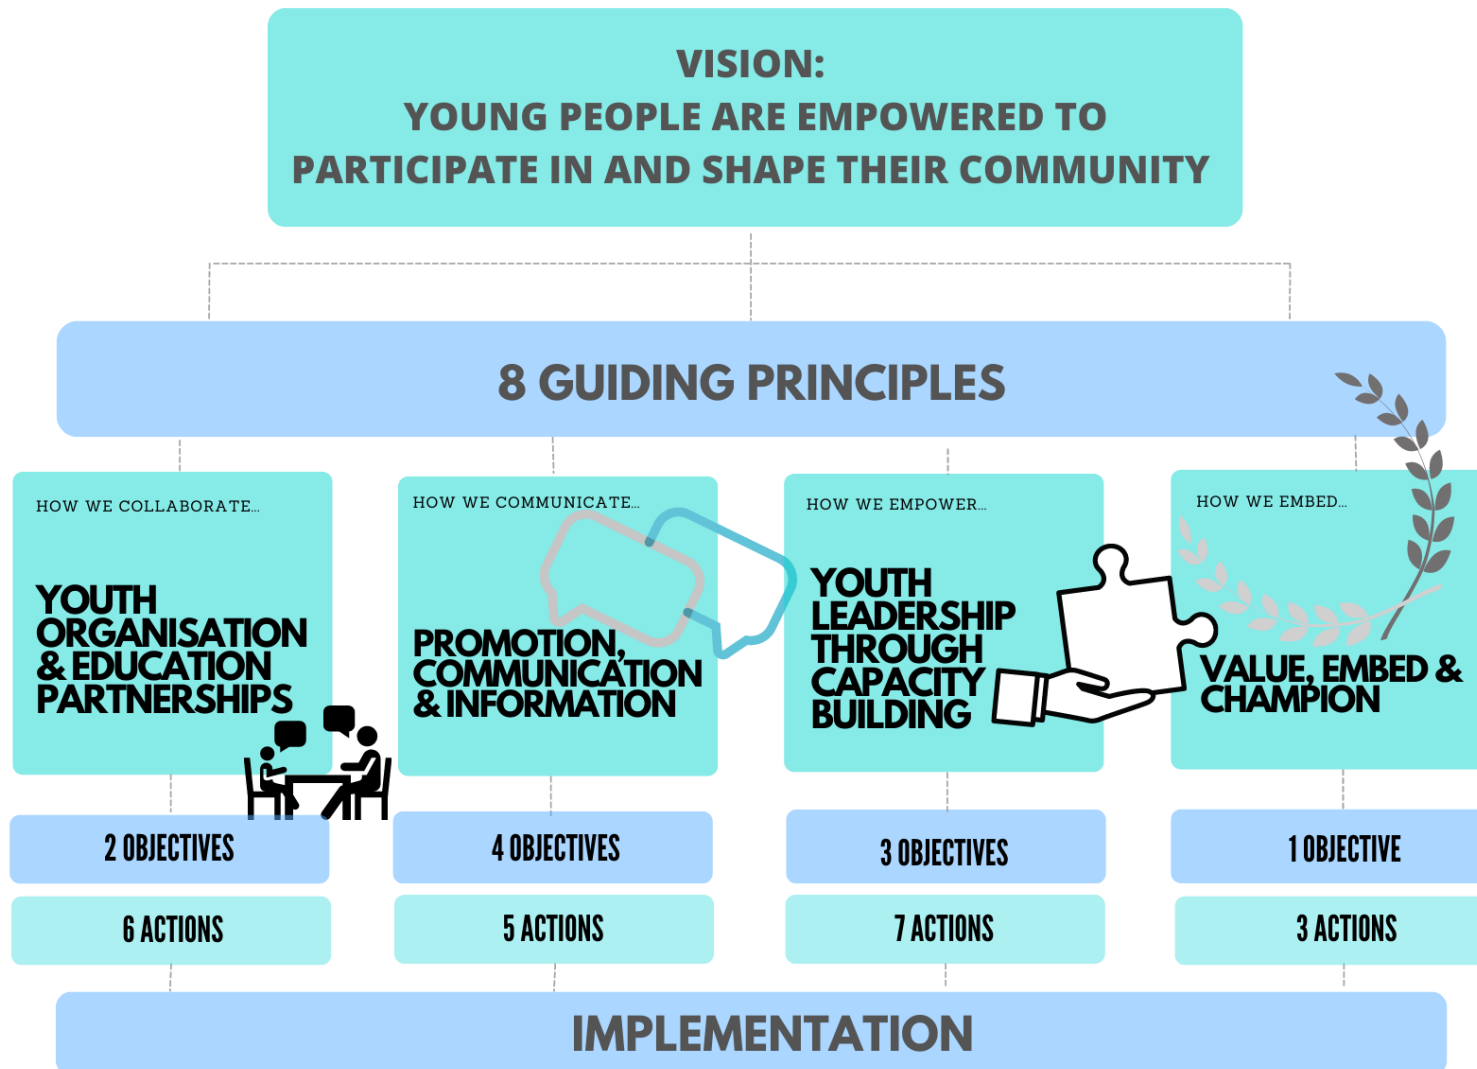 VISION:
YOUNG PEOPLE ARE EMPOWERED TO
PARTICIPATE IN AND SHAPE THEIR COMMUNITY
8 GUIDING PRINCIPLES
HOW WE COLLABORATE...
YOUTH
ORGANISATION
& EDUCATION
PARTNERSHIPS
2 OBJECTIVES
6 ACTIONS
HOW WE COMMUNICATE...
PROMOTION,
COMMUNICATION
& INFORMATION
4 OBJECTIVES
5 ACTIONS
HOW WE EMPOWER...
YOUTH
LEADERSHIP
THROUGH
CAPACITY
BUILDING
3 OBJECTIVES
7 ACTIONS
HOW WE EMBED...
VALUE, EMBED &
CHAMPION
1 OBJECTIVE
3 ACTIONS
IMPLEMENTATION